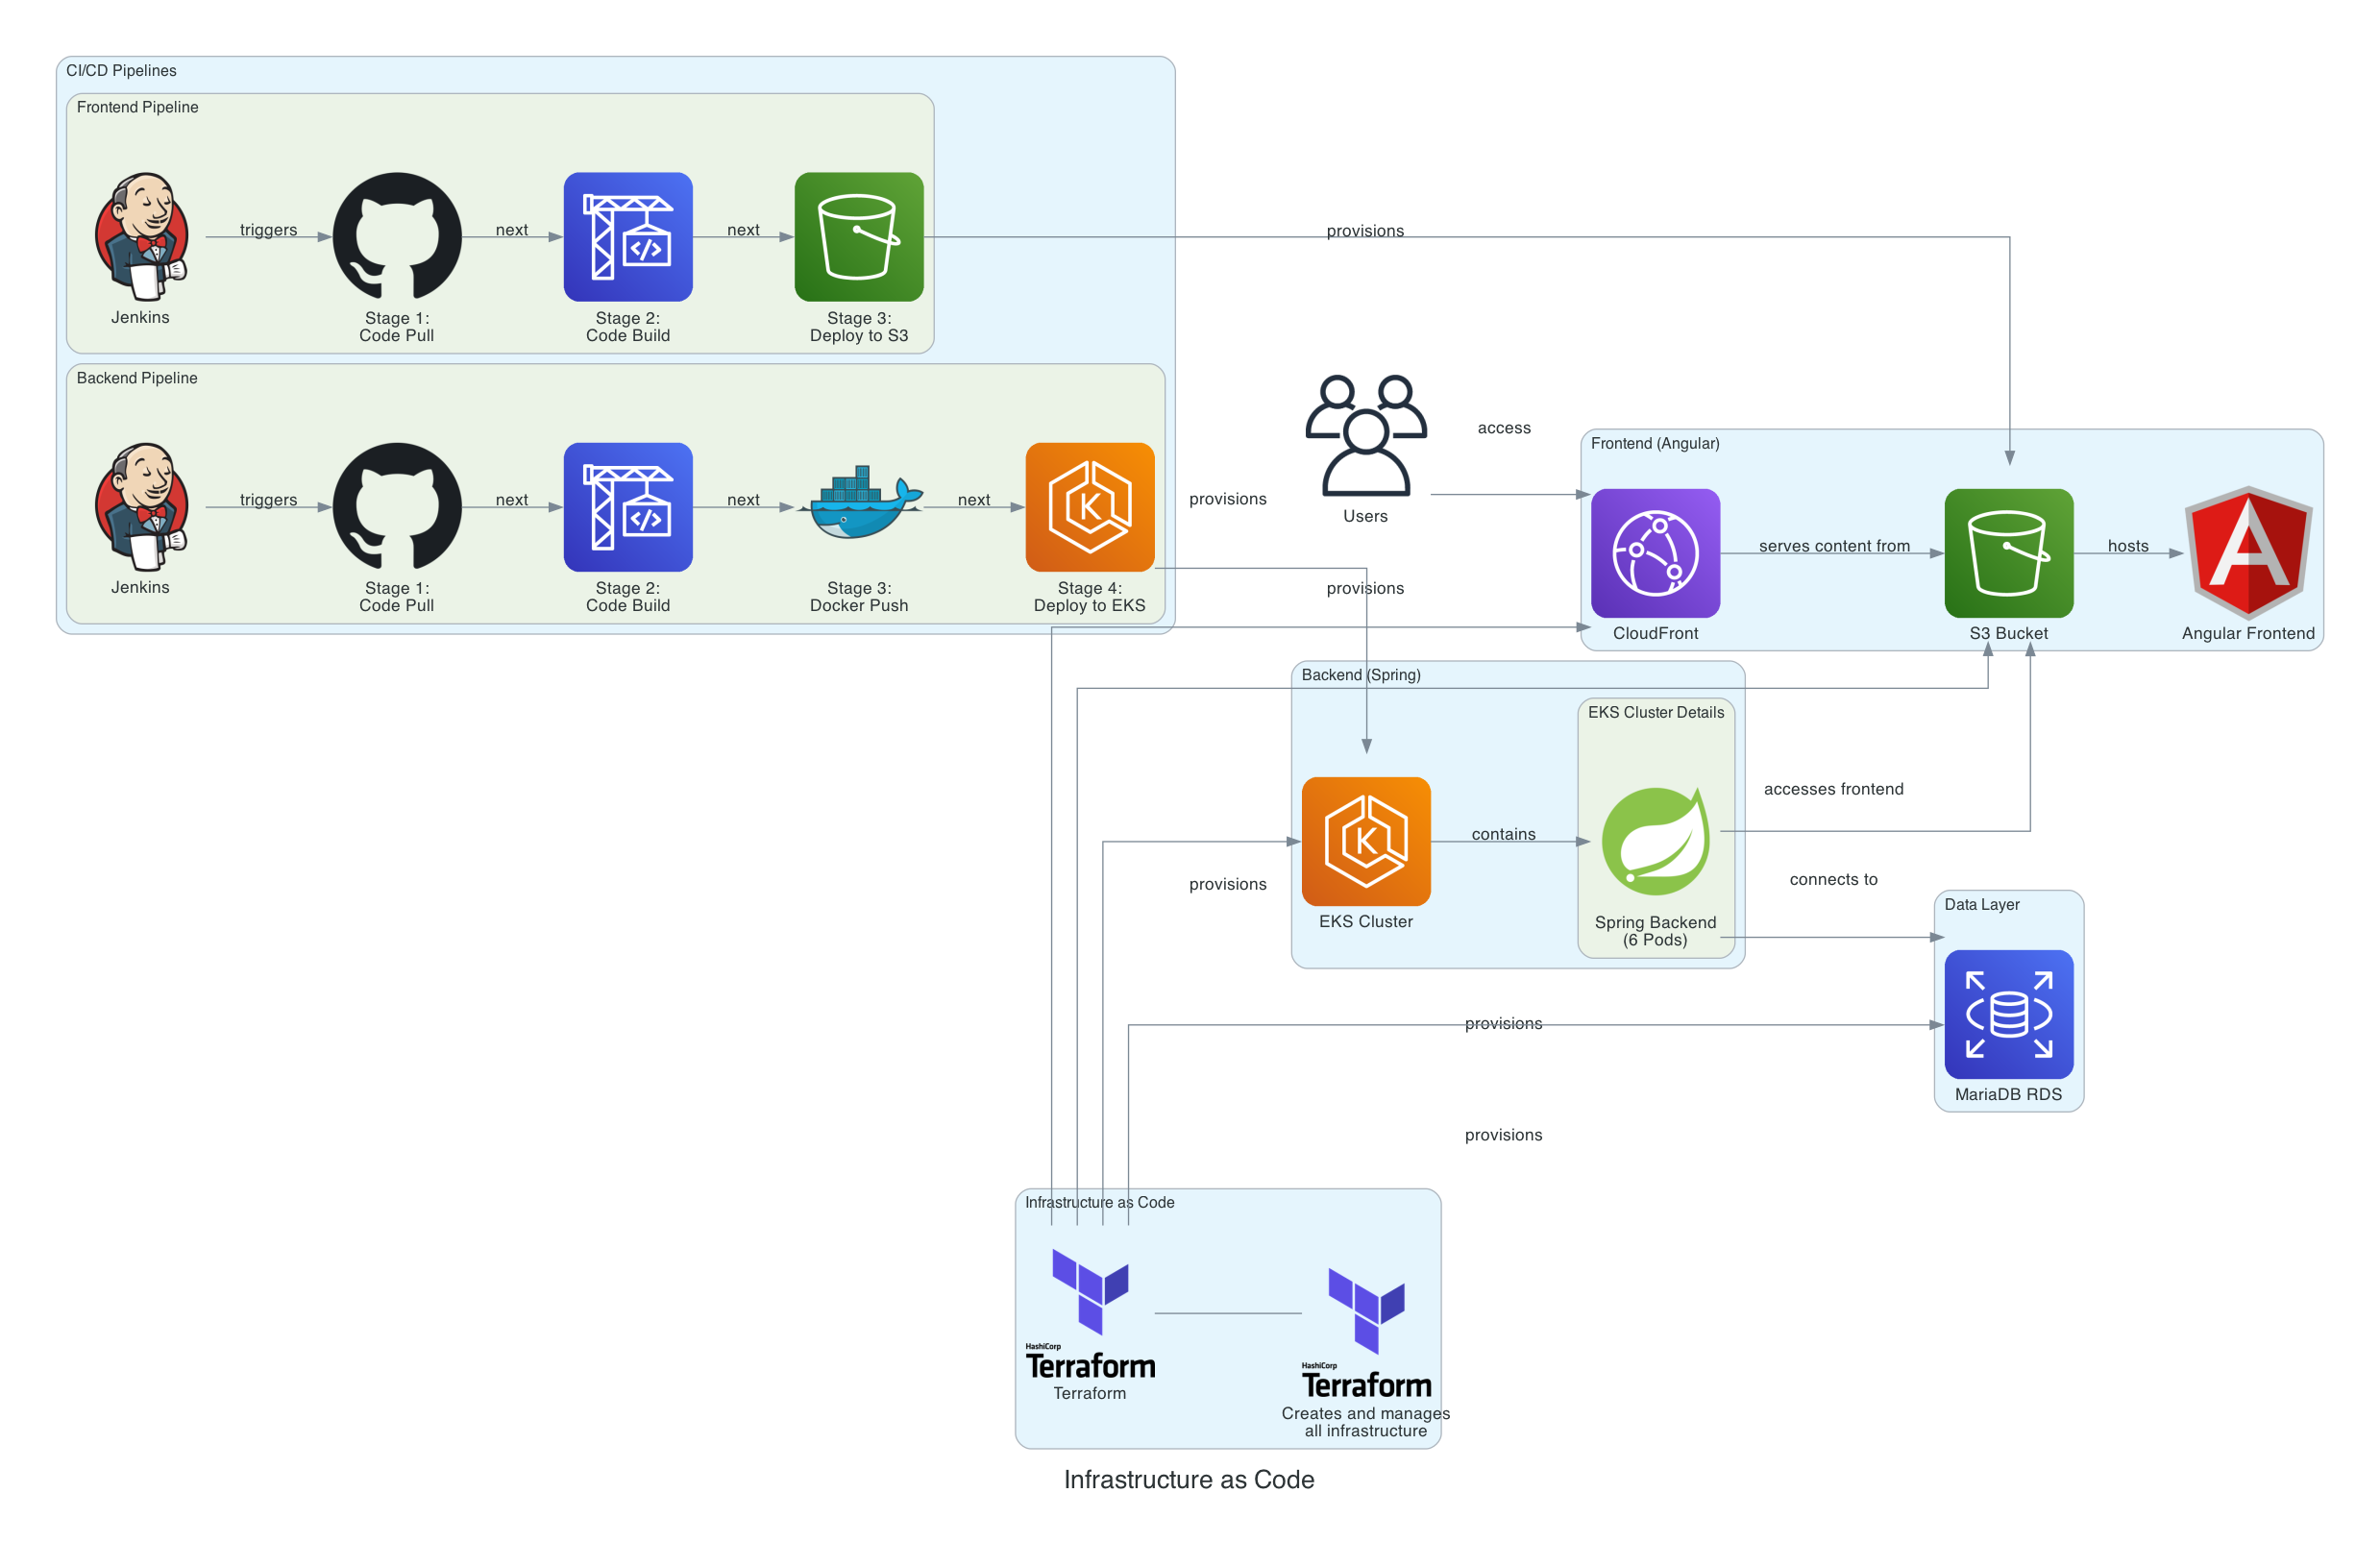 CI/CD Pipelines
Frontend Pipeline
triggers
next
next
provisions
Jenkins
Stage 1:
Code Pull
Stage 2:
Code Build
Stage 3:
Deploy to S3
Backend Pipeline
triggers
next
next
next
provisions
Jenkins
Stage 1:
Code Pull
Stage 2:
Code Build
Stage 3:
Docker Push
K
Stage 4:
Deploy to EKS
Users
access
provisions
Frontend (Angular)
serves content from
hosts
CloudFront
S3 Bucket
Angular Frontend
Backend (Spring)
EKS Cluster Details
K
contains
EKS Cluster
Spring Backend
(6 Pods)
accesses frontend
connects to
provisions
Data Layer
MariaDB RDS
provisions
provisions
Infrastructure as Code
HashiCorp
Terraform
Terraform
HashiCorp
Terraform
Creates and manages
all infrastructure
Infrastructure as Code